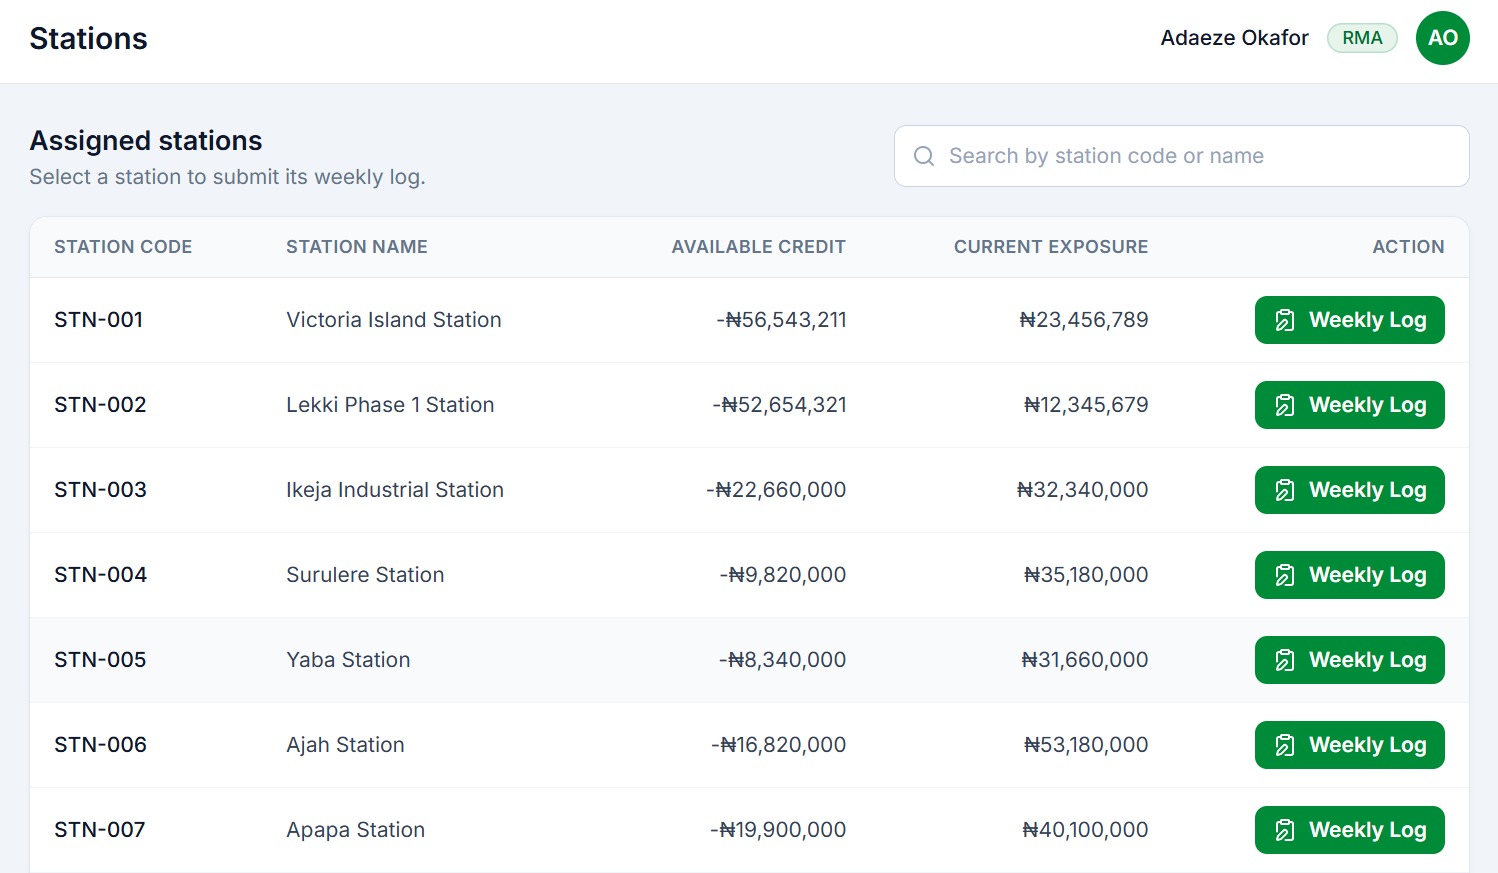 Stations
Adaeze Okafor RMA AO
Assigned stations
Select a station to submit its weekly log.
Search by station code or name
STATION CODE STATION NAME AVAILABLE CREDIT CURRENT EXPOSURE ACTION
STN-001 Victoria Island Station -₦56,543,211 ₦23,456,789 Weekly Log
STN-002 Lekki Phase 1 Station -₦52,654,321 ₦12,345,679 Weekly Log
STN-003 Ikeja Industrial Station -₦22,660,000 ₦32,340,000 Weekly Log
STN-004 Surulere Station -₦9,820,000 ₦35,180,000 Weekly Log
STN-005 Yaba Station -₦8,340,000 ₦31,660,000 Weekly Log
STN-006 Ajah Station -₦16,820,000 ₦53,180,000 Weekly Log
STN-007 Apapa Station -₦19,900,000 ₦40,100,000 Weekly Log